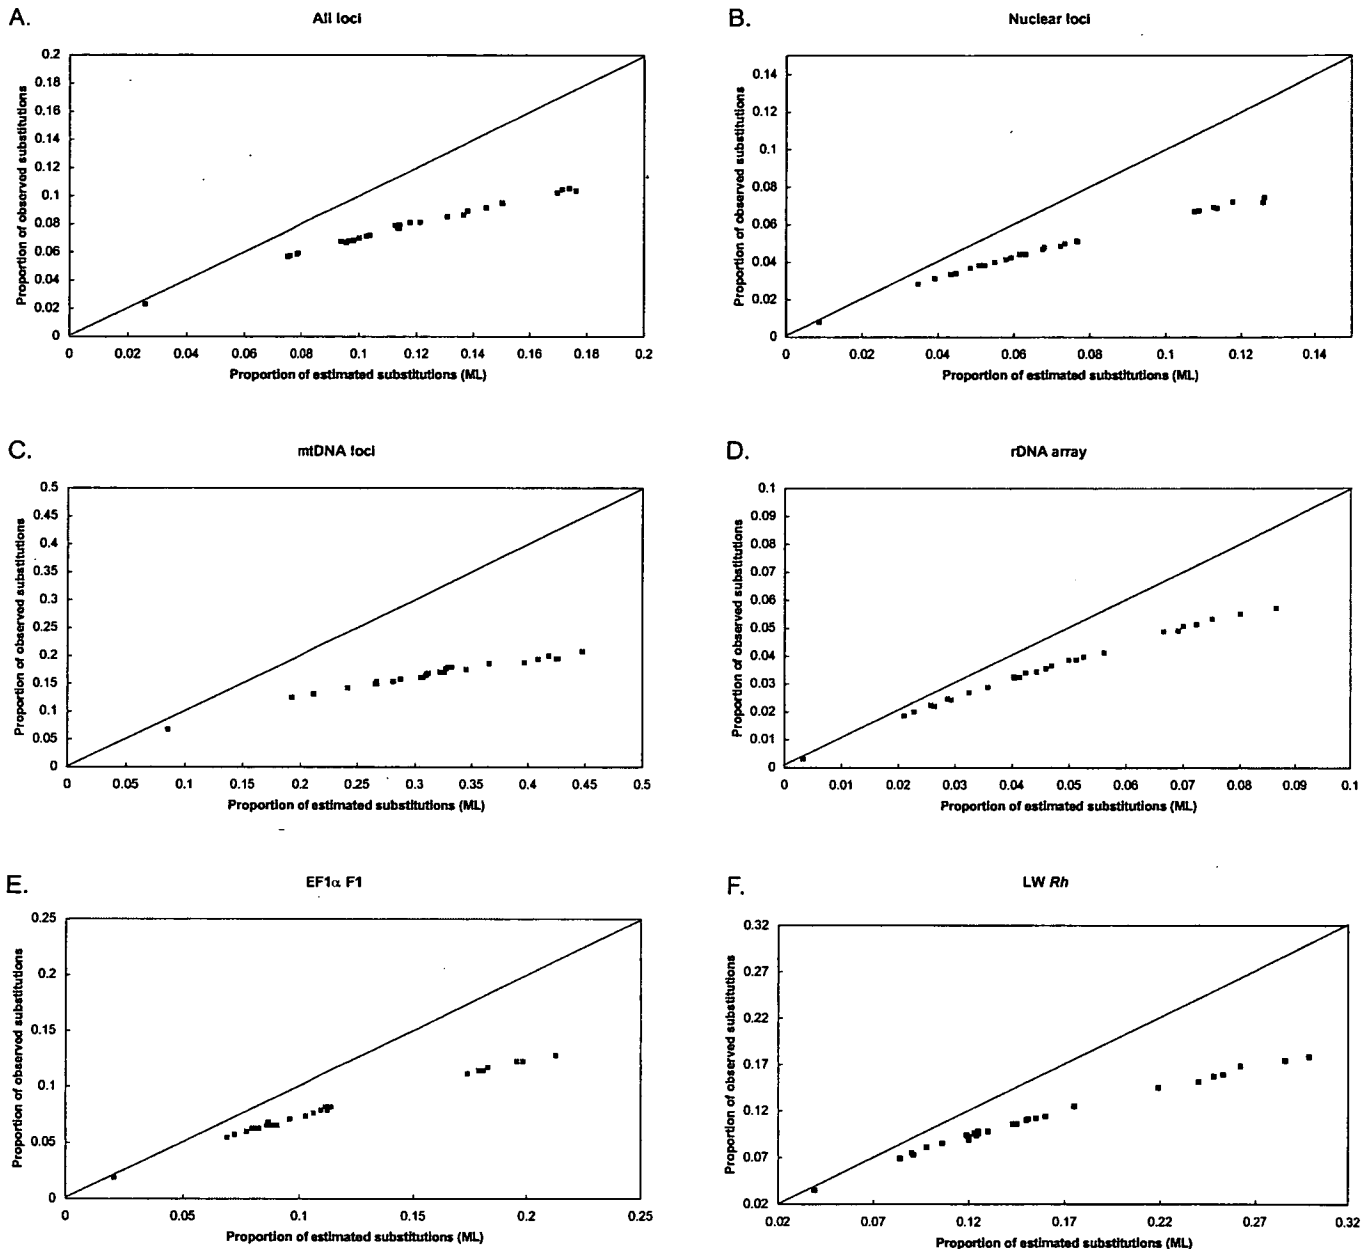 A.
All loci
Proportion of observed substitutions
0.2
0.18
0.16
0.14
0.12
0.1
0.08
0.06
0.04
0.02
0
0 0.02 0.04 0.06 0.08 0.1 0.12 0.14 0.16 0.18 0.2
Proportion of estimated substitutions (ML)
B.
Nuclear loci
Proportion of observed substitutions
0.14
0.12
0.1
0.08
0.06
0.04
0.02
0
0 0.02 0.04 0.06 0.08 0.1 0.12 0.14
Proportion of estimated substitutions (ML)
C.
mtDNA loci
Proportion of observed substitutions
0.5
0.45
0.4
0.35
0.3
0.25
0.2
0.15
0.1
0.05
0
0 0.05 0.1 0.15 0.2 0.25 0.3 0.35 0.4 0.45 0.5
Proportion of estimated substitutions (ML)
D.
rDNA array
Proportion of observed substitutions
0.1
0.09
0.08
0.07
0.06
0.05
0.04
0.03
0.02
0.01
0
0 0.01 0.02 0.03 0.04 0.05 0.06 0.07 0.08 0.09 0.1
Proportion of estimated substitutions (ML)
E.
EF1α F1
Proportion of observed substitutions
0.25
0.2
0.15
0.1
0.05
0
0 0.05 0.1 0.15 0.2 0.25
Proportion of estimated substitutions (ML)
F.
LW Rh
Proportion of observed substitutions
0.32
0.27
0.22
0.17
0.12
0.07
0.02
0.02 0.07 0.12 0.17 0.22 0.27 0.32
Proportion of estimated substitutions (ML)